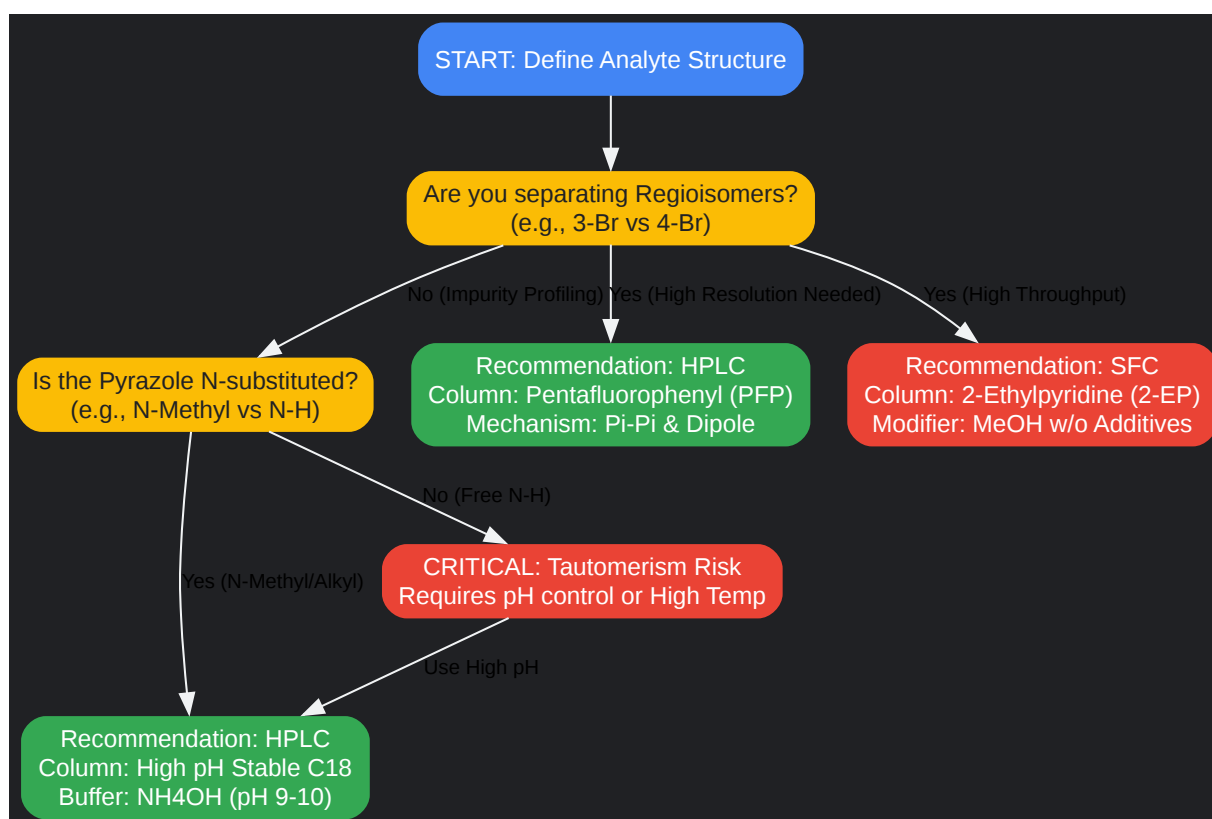 START: Define Analyte Structure
Are you separating Regioisomers?
(e.g., 3-Br vs 4-Br)
No (Impurity Profiling)
Yes (High Resolution Needed)
Yes (High Throughput)
Is the Pyrazole N-substituted?
(e.g., N-Methyl vs N-H)
Recommendation: HPLC
Column: Pentafluorophenyl (PFP)
Mechanism: Pi-Pi & Dipole
Recommendation: SFC
Column: 2-Ethylpyridine (2-EP)
Modifier: MeOH w/o Additives
No (Free N-H)
CRITICAL: Tautomerism Risk
Requires pH control or High Temp
Yes (N-Methyl/Alkyl)
Use High pH
Recommendation: HPLC
Column: High pH Stable C18
Buffer: NH4OH (pH 9-10)